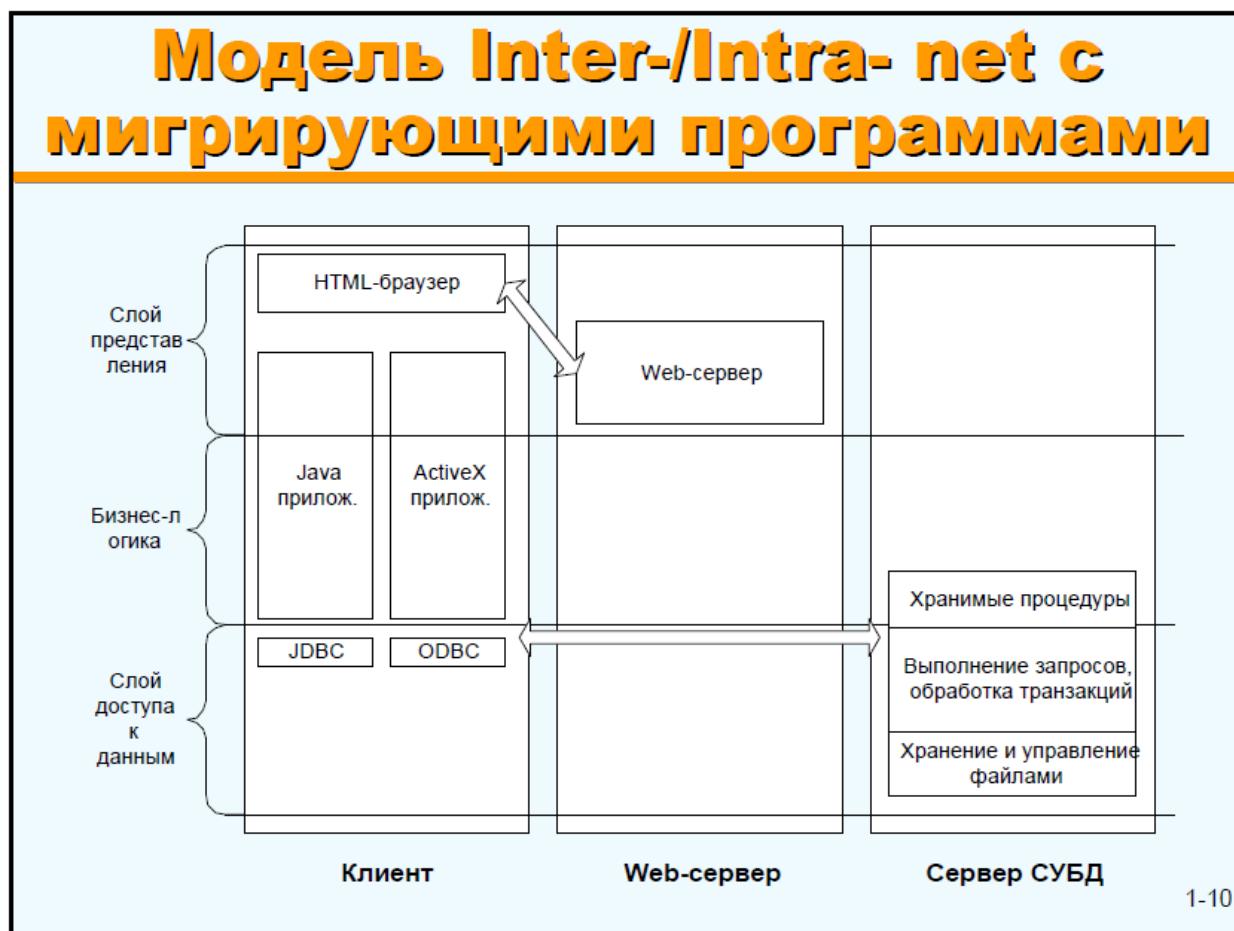 Модель Inter-/Intra- net с
мигрирующими программами
HTML-браузер
Слой
представ
ления
Web-сервер
Java
прилож.
ActiveX
прилож.
Бизнес-л
огика
Хранимые процедуры
JDBC
ODBC
Выполнение запросов,
обработка транзакций
Слой
доступа
к
данным
Хранение и управление
файлами
Клиент
Web-сервер
Сервер СУБД
1-10